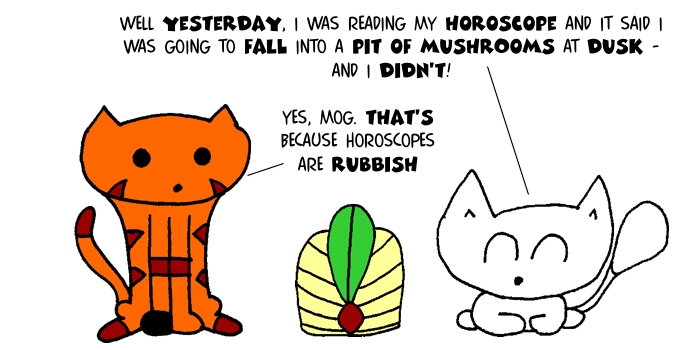 WELL YESTERDAY, I WAS READING MY HOROSCOPE AND IT SAID I
WAS GOING TO FALL INTO A PIT OF MUSHROOMS AT DUSK -
AND I DIDN'T!
YES, MOG. THAT'S
BECAUSE HOROSCOPES
ARE RUBBISH